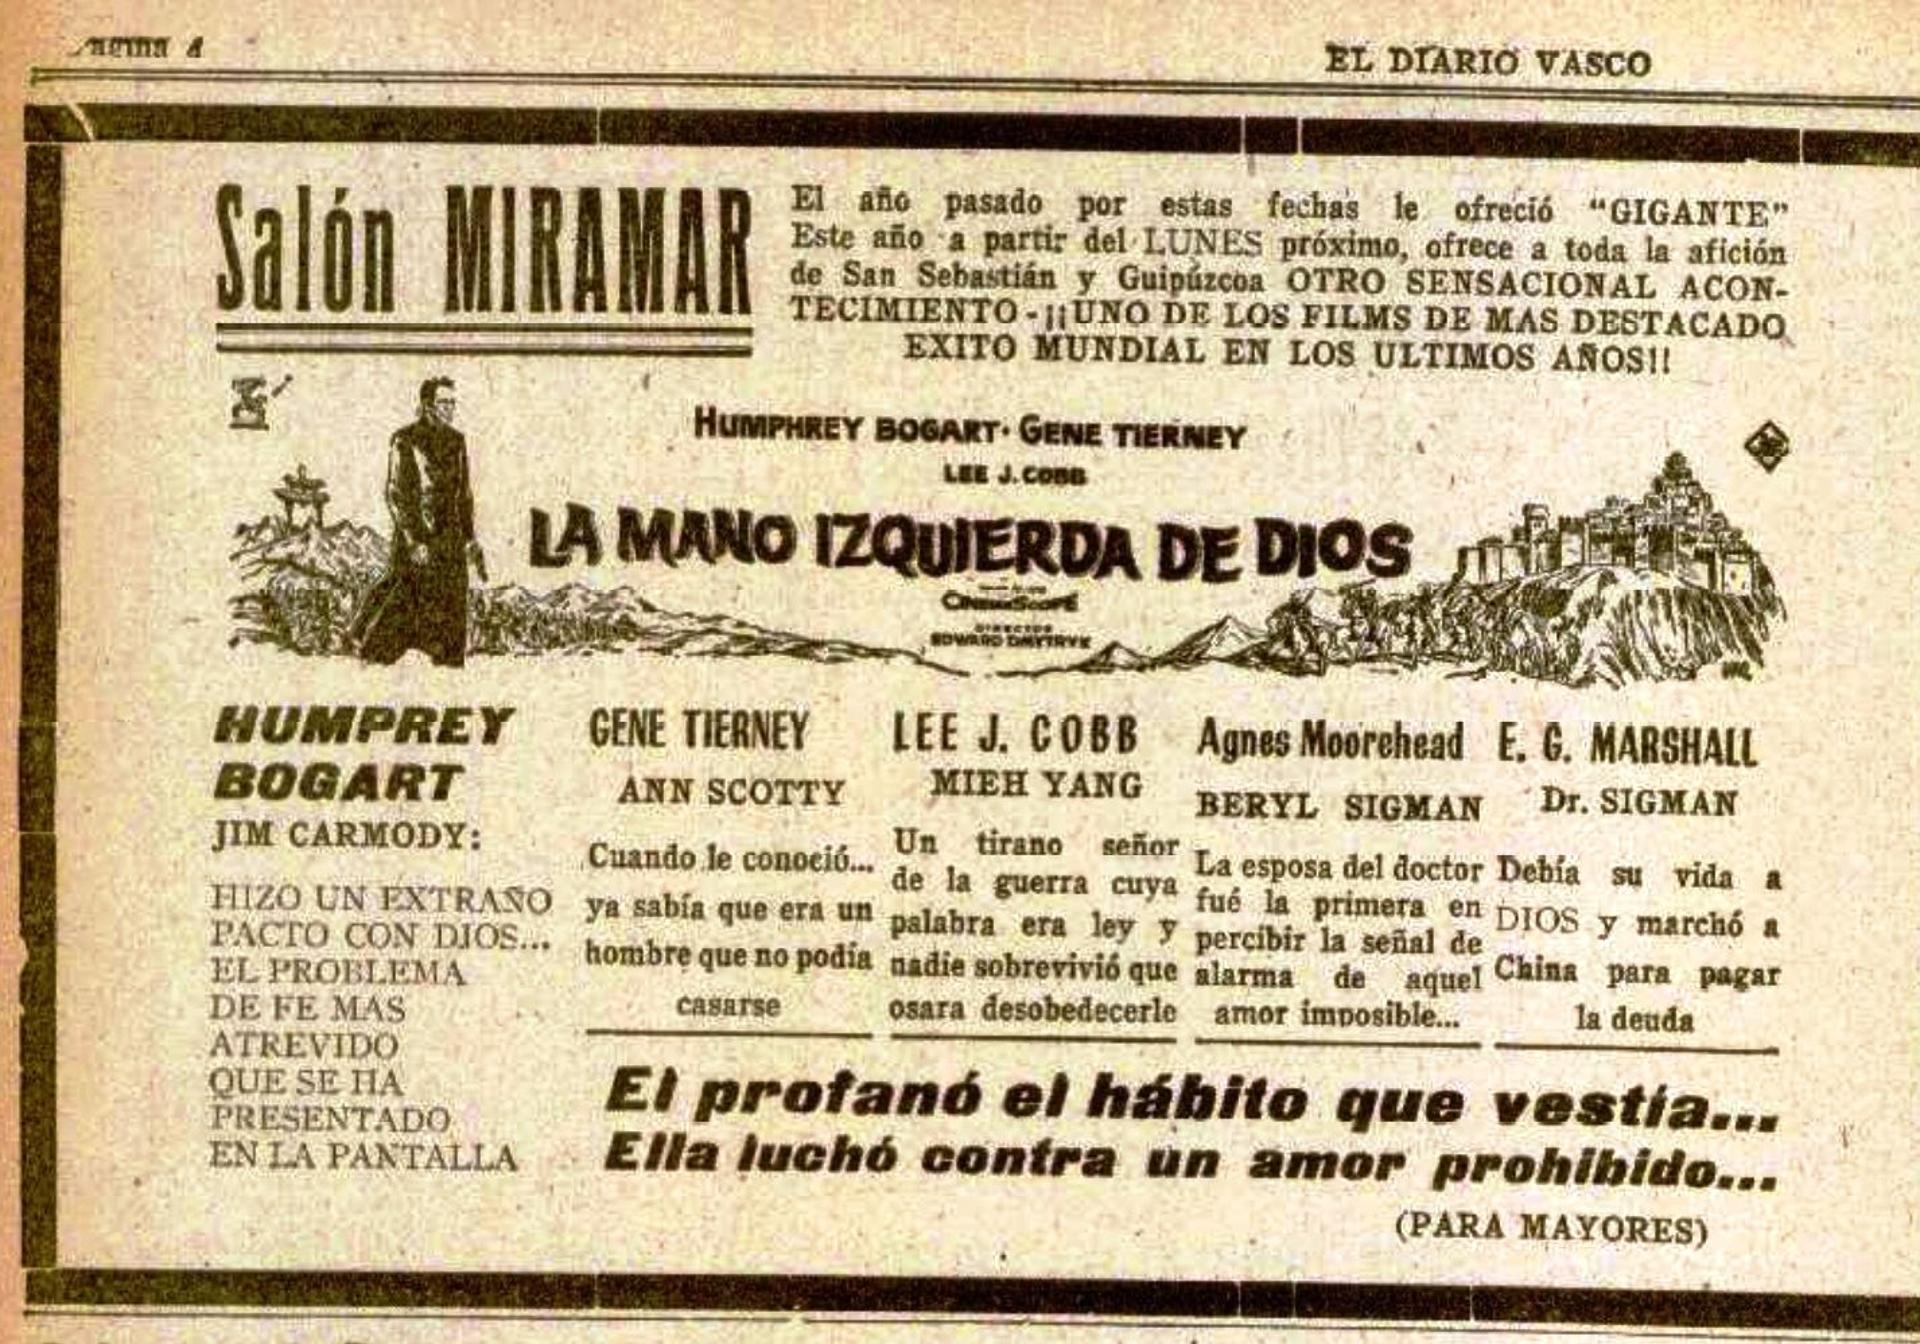 Página 4
EL DIARIO VASCO
Salón MIRAMAR
El año pasado por estas fechas le ofreció "GIGANTE"
Este año a partir del LUNES próximo, ofrece a toda la afición
de San Sebastián y Guipúzcoa OTRO SENSACIONAL ACON-
TECIMIENTO - ¡¡UNO DE LOS FILMS DE MAS DESTACADO
EXITO MUNDIAL EN LOS ULTIMOS AÑOS!!
HUMPHREY BOGART · GENE TIERNEY
LEE J. COBB
LA MANO IZQUIERDA DE DIOS
CINEMASCOPE
DIRECTOR
EDWARD DMYTRYK
HUMPREY
BOGART
JIM CARMODY:
HIZO UN EXTRAÑO
PACTO CON DIOS...
EL PROBLEMA
DE FE MAS
ATREVIDO
QUE SE HA
PRESENTADO
EN LA PANTALLA
GENE TIERNEY
ANN SCOTTY
Cuando le conoció...
ya sabía que era un
hombre que no podía
casarse
LEE J. COBB
MIEH YANG
Un tirano señor
de la guerra cuya
palabra era ley y
nadie sobrevivió que
osara desobedecerle
Agnes Moorehead
BERYL SIGMAN
La esposa del doctor
fué la primera en
percibir la señal de
alarma de aquel
amor imposible...
E. G. MARSHALL
Dr. SIGMAN
Debía su vida a
DIOS y marchó a
China para pagar
la deuda
El profanó el hábito que vestía...
Ella luchó contra un amor prohibido...
(PARA MAYORES)